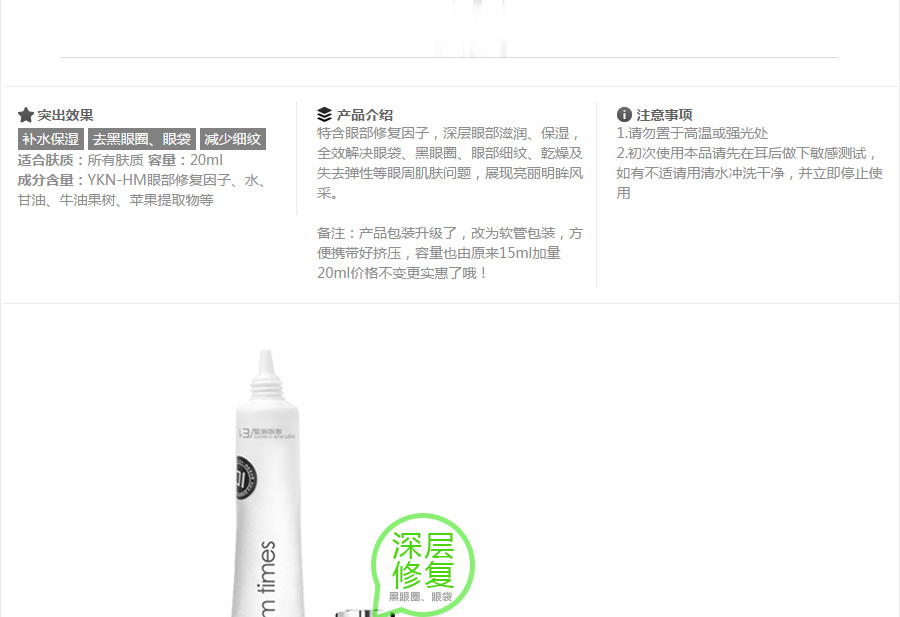 突出效果
补水保湿 去黑眼圈、眼袋 减少细纹
适合肤质：所有肤质 容量：20ml
成分含量：YKN-HM眼部修复因子、水、
甘油、牛油果树、苹果提取物等
产品介绍
特含眼部修复因子，深层眼部滋润、保湿，
全效解决眼袋、黑眼圈、眼部细纹、乾燥及
失去弹性等眼周肌肤问题，展现亮丽明眸风
采。
备注：产品包装升级了，改为软管包装，方
便携带好挤压，容量也由原来15ml加量
20ml价格不变更实惠了哦！
注意事项
1.请勿置于高温或强光处
2.初次使用本品请先在耳后做下敏感测试，
如有不适请用清水冲洗干净，并立即停止使
用
m times
深层
修复
黑眼圈、眼袋